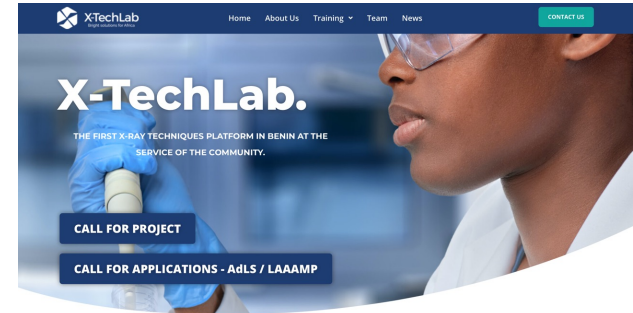 X-TechLab
Bright solutions for Africa
Home About Us Training Team News
CONTACT US
X-TechLab.
THE FIRST X-RAY TECHNIQUES PLATFORM IN BENIN AT THE
SERVICE OF THE COMMUNITY.
CALL FOR PROJECT
CALL FOR APPLICATIONS - AdLS / LAAAMP